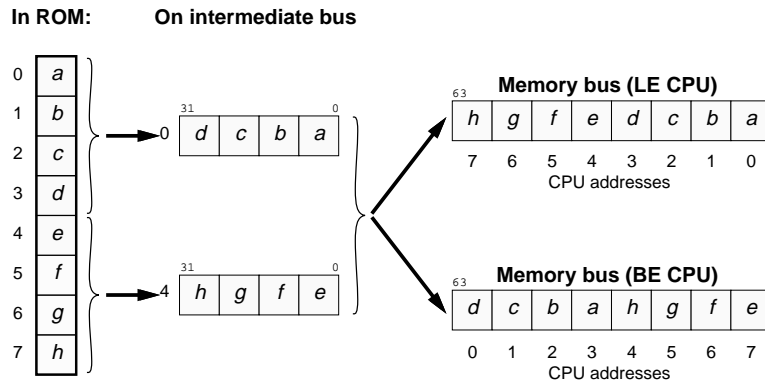 In ROM: On intermediate bus
0 a
1 b
2 c
3 d
4 e
5 f
6 g
7 h
31 0
0 d c b a
31 0
4 h g f e
Memory bus (LE CPU)
63
h g f e d c b a
7 6 5 4 3 2 1 0
CPU addresses
Memory bus (BE CPU)
63
d c b a h g f e
0 1 2 3 4 5 6 7
CPU addresses